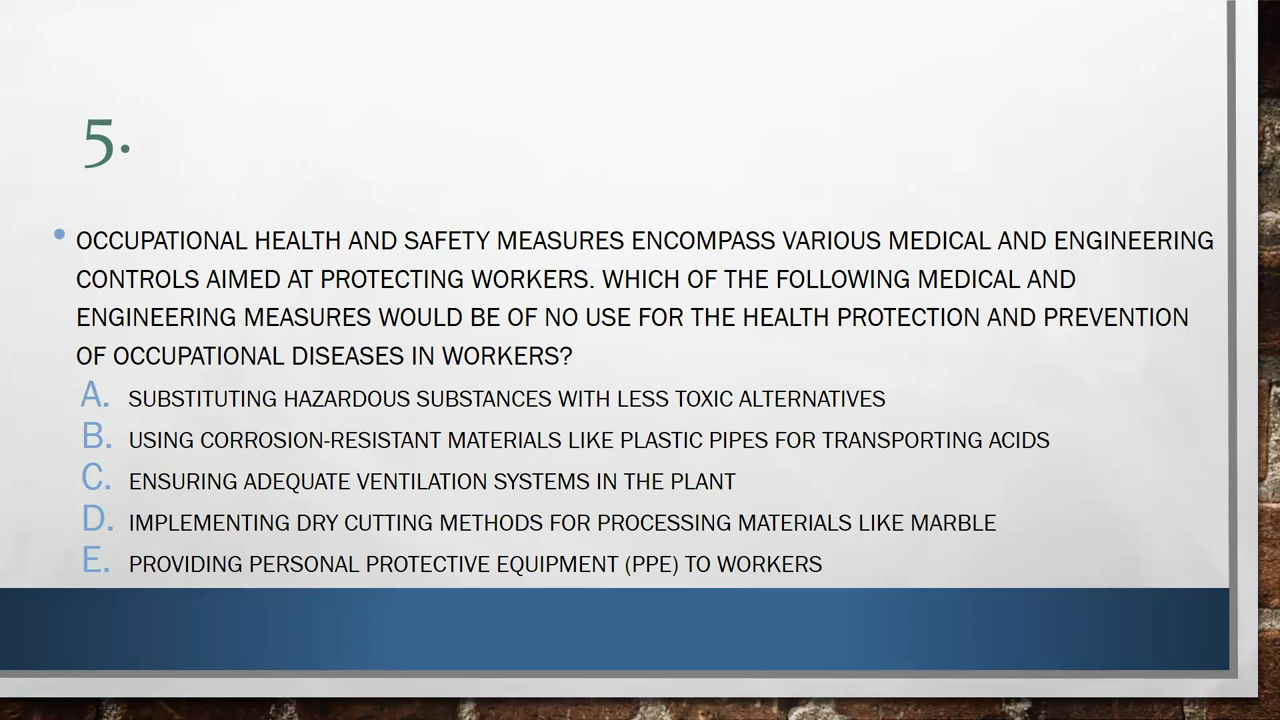 5.
• OCCUPATIONAL HEALTH AND SAFETY MEASURES ENCOMPASS VARIOUS MEDICAL AND ENGINEERING
CONTROLS AIMED AT PROTECTING WORKERS. WHICH OF THE FOLLOWING MEDICAL AND
ENGINEERING MEASURES WOULD BE OF NO USE FOR THE HEALTH PROTECTION AND PREVENTION
OF OCCUPATIONAL DISEASES IN WORKERS?
A. SUBSTITUTING HAZARDOUS SUBSTANCES WITH LESS TOXIC ALTERNATIVES
B. USING CORROSION-RESISTANT MATERIALS LIKE PLASTIC PIPES FOR TRANSPORTING ACIDS
C. ENSURING ADEQUATE VENTILATION SYSTEMS IN THE PLANT
D. IMPLEMENTING DRY CUTTING METHODS FOR PROCESSING MATERIALS LIKE MARBLE
E. PROVIDING PERSONAL PROTECTIVE EQUIPMENT (PPE) TO WORKERS